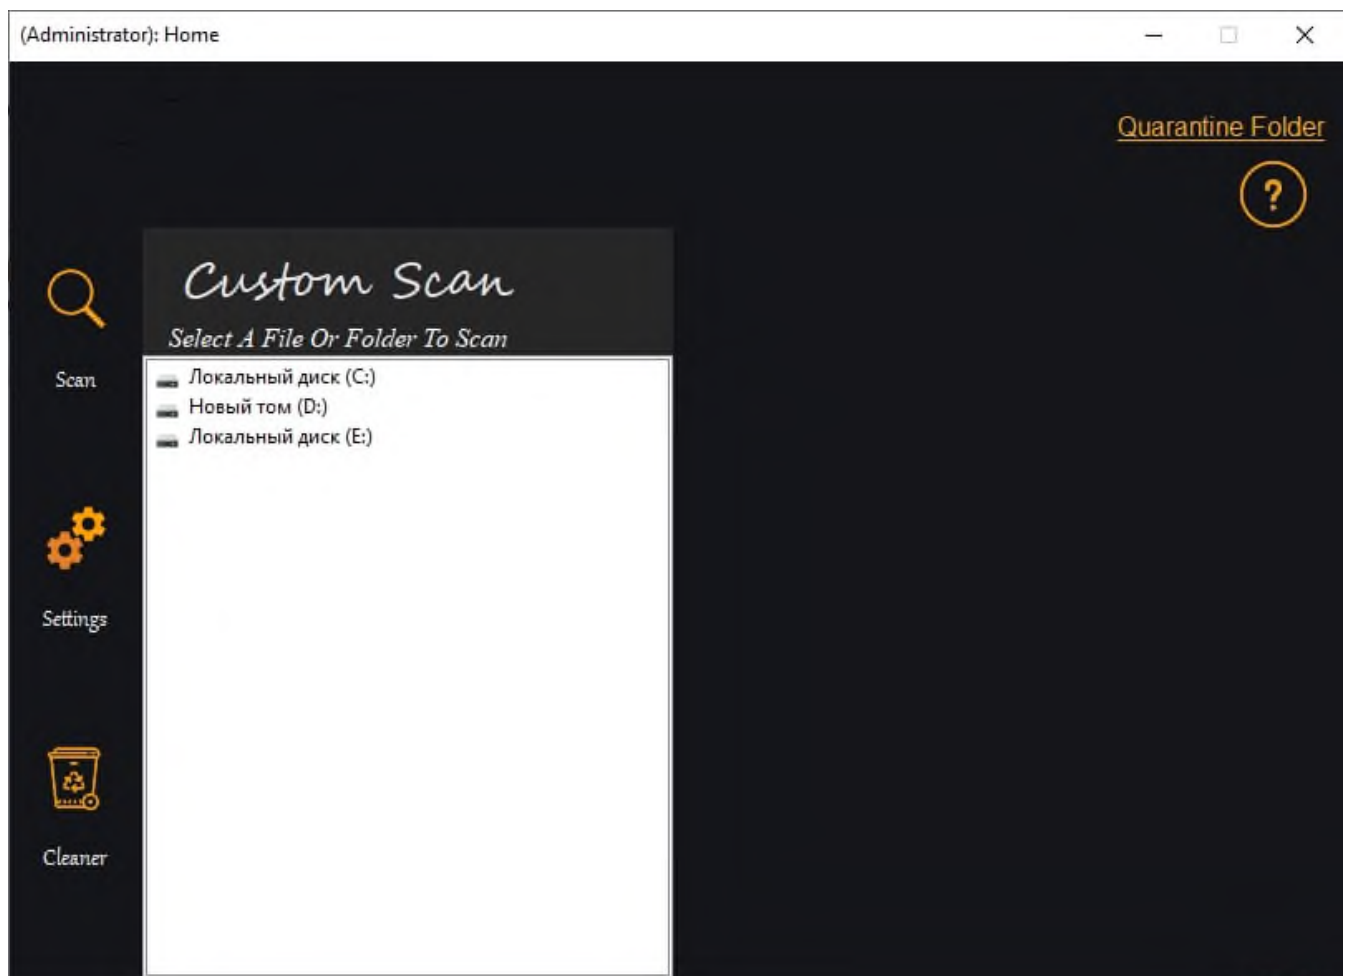 (Administrator): Home
Quarantine Folder
?
Custom Scan
Select A File Or Folder To Scan
Scan
Локальный диск (C:)
Новый том (D:)
Локальный диск (E:)
Settings
Cleaner